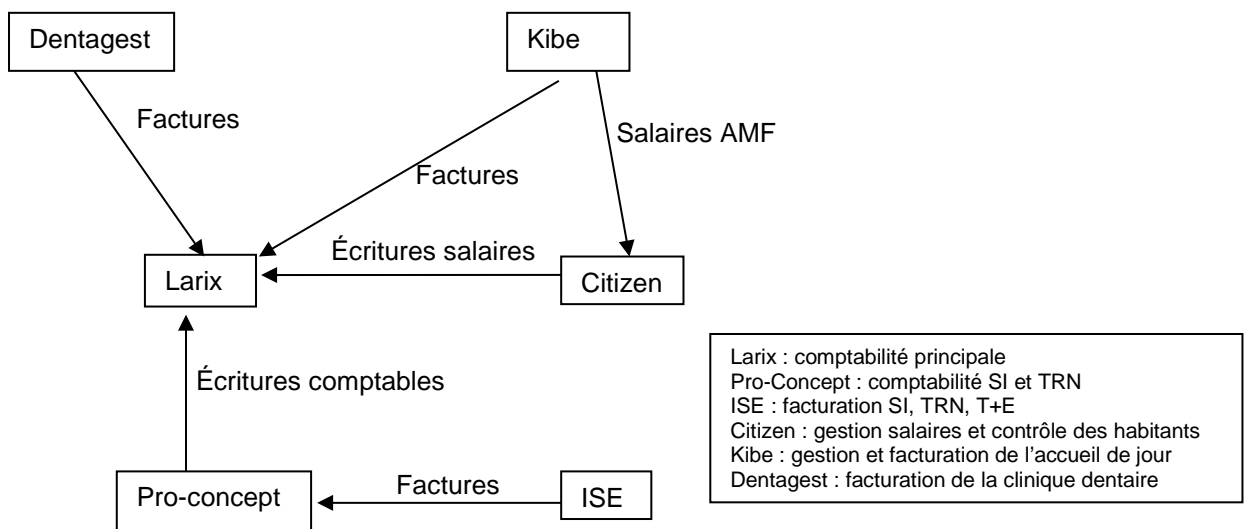 Dentagest
Kibe
Factures
Salaires AMF
Factures
Écritures salaires
Larix
Citizen
Écritures comptables
Larix : comptabilité principale
Pro-Concept : comptabilité SI et TRN
ISE : facturation SI, TRN, T+E
Citizen : gestion salaires et contrôle des habitants
Kibe : gestion et facturation de l'accueil de jour
Dentagest : facturation de la clinique dentaire
Pro-concept
Factures
ISE